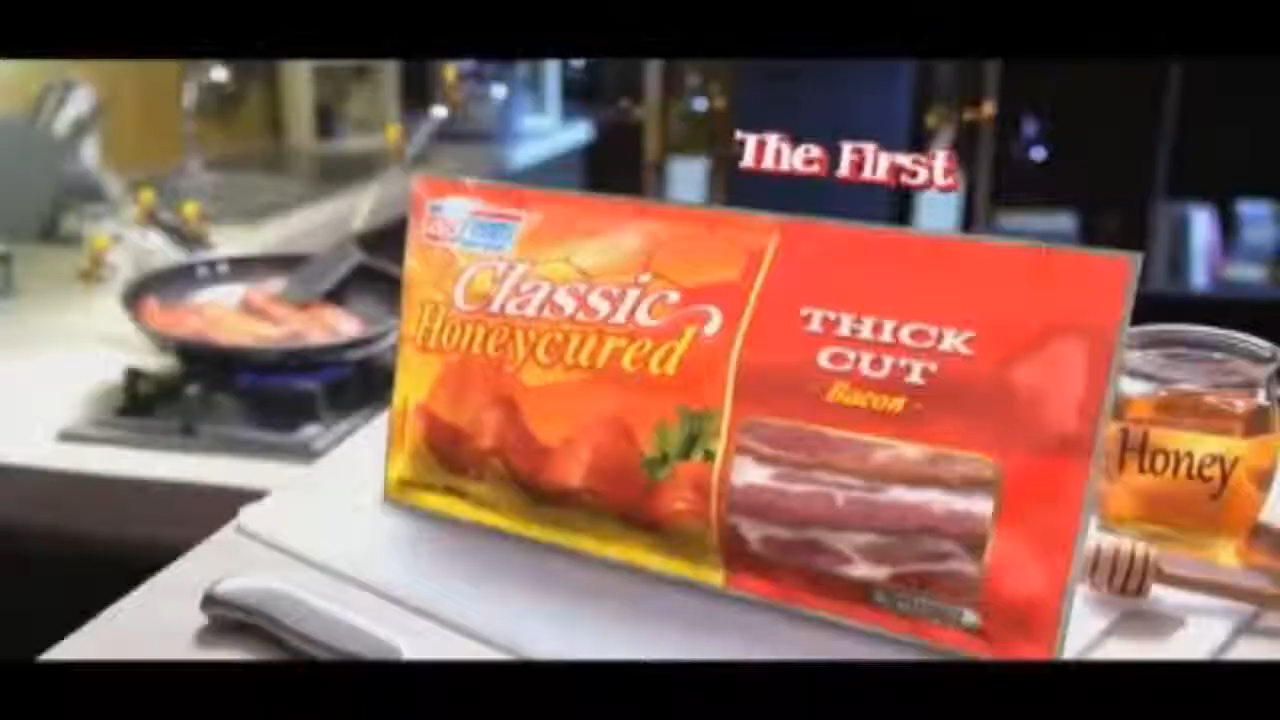 The First
Classic
Honeycured
THICK
CUT
Bacon
Honey